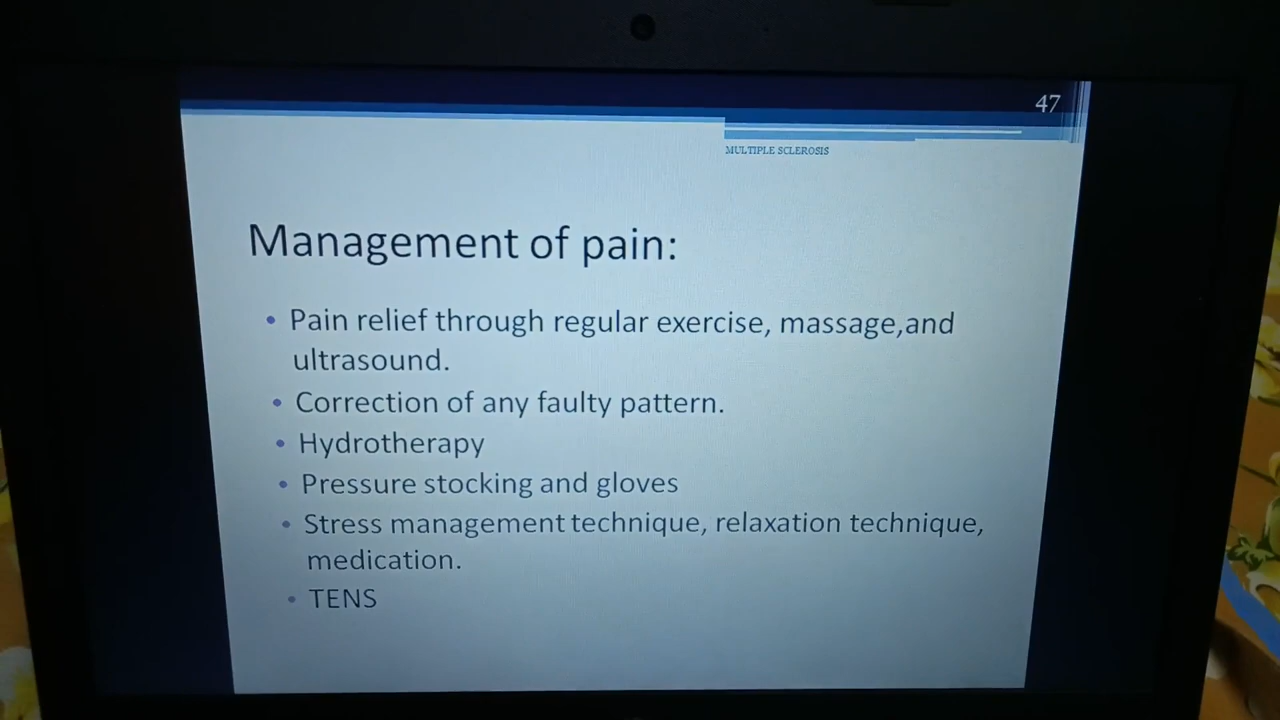 47
MULTIPLE SCLEROSIS
Management of pain:
• Pain relief through regular exercise, massage,and
ultrasound.
• Correction of any faulty pattern.
• Hydrotherapy
• Pressure stocking and gloves
• Stress management technique, relaxation technique,
medication.
• TENS